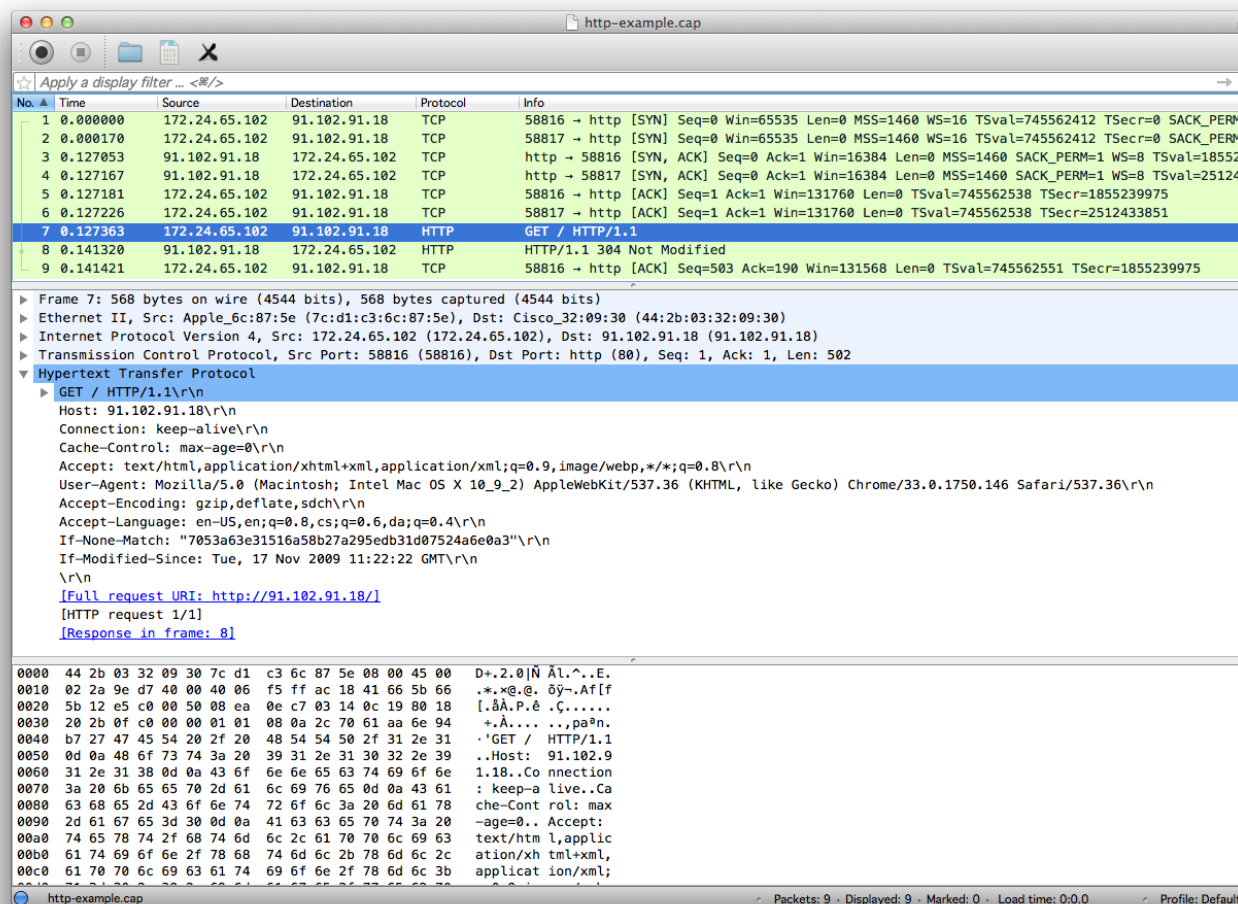 http-example.cap
Apply a display filter ... <⌘/>
No. Time Source Destination Protocol Info
1 0.000000 172.24.65.102 91.102.91.18 TCP 58816 → http [SYN] Seq=0 Win=65535 Len=0 MSS=1460 WS=16 TSval=745562412 TSecr=0 SACK_PERM
2 0.000170 172.24.65.102 91.102.91.18 TCP 58817 → http [SYN] Seq=0 Win=65535 Len=0 MSS=1460 WS=16 TSval=745562412 TSecr=0 SACK_PERM
3 0.127053 91.102.91.18 172.24.65.102 TCP http → 58816 [SYN, ACK] Seq=0 Ack=1 Win=16384 Len=0 MSS=1460 SACK_PERM=1 WS=8 TSval=18552
4 0.127167 91.102.91.18 172.24.65.102 TCP http → 58817 [SYN, ACK] Seq=0 Ack=1 Win=16384 Len=0 MSS=1460 SACK_PERM=1 WS=8 TSval=25124
5 0.127181 172.24.65.102 91.102.91.18 TCP 58816 → http [ACK] Seq=1 Ack=1 Win=131760 Len=0 TSval=745562538 TSecr=1855239975
6 0.127226 172.24.65.102 91.102.91.18 TCP 58817 → http [ACK] Seq=1 Ack=1 Win=131760 Len=0 TSval=745562538 TSecr=2512433851
7 0.127363 172.24.65.102 91.102.91.18 HTTP GET / HTTP/1.1
8 0.141320 91.102.91.18 172.24.65.102 HTTP HTTP/1.1 304 Not Modified
9 0.141421 172.24.65.102 91.102.91.18 TCP 58816 → http [ACK] Seq=503 Ack=190 Win=131568 Len=0 TSval=745562551 TSecr=1855239975
Frame 7: 568 bytes on wire (4544 bits), 568 bytes captured (4544 bits)
Ethernet II, Src: Apple_6c:87:5e (7c:d1:c3:6c:87:5e), Dst: Cisco_32:09:30 (44:2b:03:32:09:30)
Internet Protocol Version 4, Src: 172.24.65.102 (172.24.65.102), Dst: 91.102.91.18 (91.102.91.18)
Transmission Control Protocol, Src Port: 58816 (58816), Dst Port: http (80), Seq: 1, Ack: 1, Len: 502
Hypertext Transfer Protocol
GET / HTTP/1.1\r\n
Host: 91.102.91.18\r\n
Connection: keep-alive\r\n
Cache-Control: max-age=0\r\n
Accept: text/html,application/xhtml+xml,application/xml;q=0.9,image/webp,*/*;q=0.8\r\n
User-Agent: Mozilla/5.0 (Macintosh; Intel Mac OS X 10_9_2) AppleWebKit/537.36 (KHTML, like Gecko) Chrome/33.0.1750.146 Safari/537.36\r\n
Accept-Encoding: gzip,deflate,sdch\r\n
Accept-Language: en-US,en;q=0.8,cs;q=0.6,da;q=0.4\r\n
If-None-Match: "7053a63e31516a58b27a295edb31d07524a6e0a3"\r\n
If-Modified-Since: Tue, 17 Nov 2009 11:22:22 GMT\r\n
\r\n
[Full request URI: http://91.102.91.18/]
[HTTP request 1/1]
[Response in frame: 8]
0000 44 2b 03 32 09 30 7c d1 c3 6c 87 5e 08 00 45 00 D+.2.0|Ñ Ãl.^..E.
0010 02 2a 9e d7 40 00 40 06 f5 ff ac 18 41 66 5b 66 .*.×@.@. õÿ¬.Af[f
0020 5b 12 e5 c0 00 50 08 ea 0e c7 03 14 0c 19 80 18 [.åÀ.P.ê .Ç......
0030 20 2b 0f c0 00 00 01 01 08 0a 2c 70 61 aa 6e 94 +.À.... ..,paªn.
0040 b7 27 47 45 54 20 2f 20 48 54 54 50 2f 31 2e 31 ·'GET / HTTP/1.1
0050 0d 0a 48 6f 73 74 3a 20 39 31 2e 31 30 32 2e 39 ..Host: 91.102.9
0060 31 2e 31 38 0d 0a 43 6f 6e 6e 65 63 74 69 6f 6e 1.18..Co nnection
0070 3a 20 6b 65 65 70 2d 61 6c 69 76 65 0d 0a 43 61 : keep-a live..Ca
0080 63 68 65 2d 43 6f 6e 74 72 6f 6c 3a 20 6d 61 78 che-Cont rol: max
0090 2d 61 67 65 3d 30 0d 0a 41 63 63 65 70 74 3a 20 -age=0.. Accept:
00a0 74 65 78 74 2f 68 74 6d 6c 2c 61 70 70 6c 69 63 text/htm l,applic
00b0 61 74 69 6f 6e 2f 78 68 74 6d 6c 2b 78 6d 6c 2c ation/xh tml+xml,
00c0 61 70 70 6c 69 63 61 74 69 6f 6e 2f 78 6d 6c 3b applicat ion/xml;
http-example.cap Packets: 9 · Displayed: 9 · Marked: 0 · Load time: 0:0.0 Profile: Default